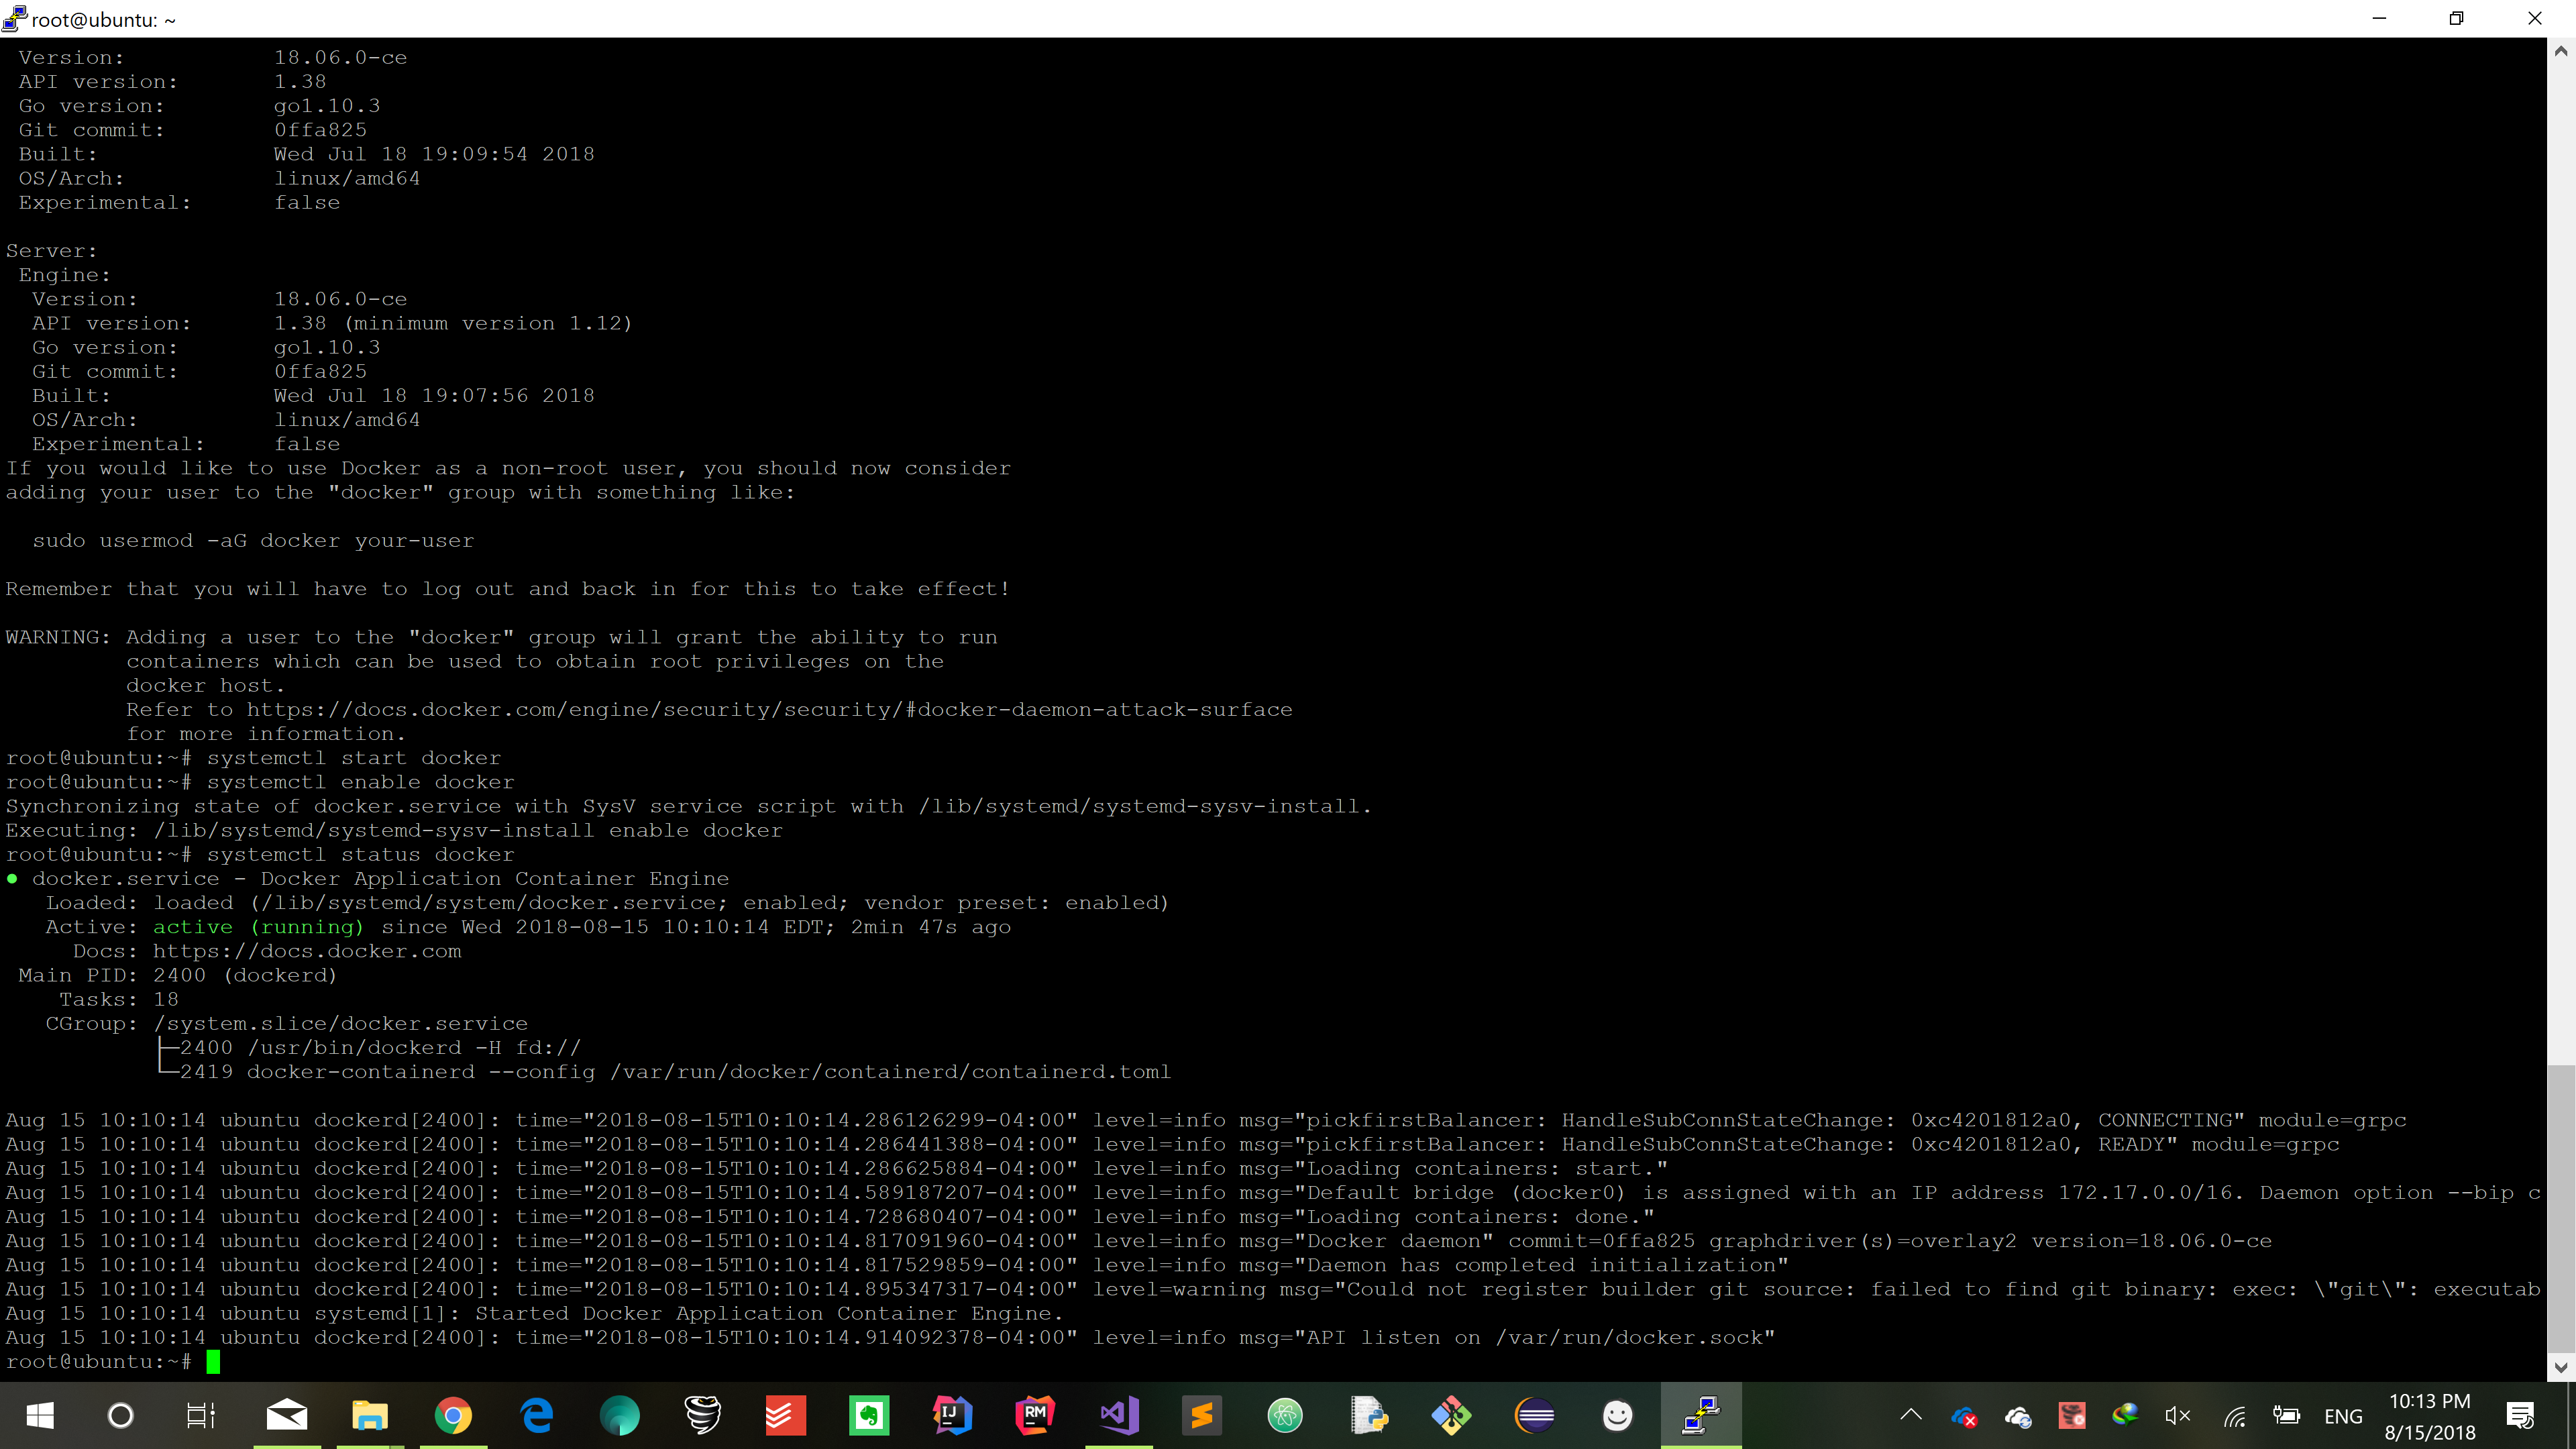 root@ubuntu: ~
Version: 18.06.0-ce
API version: 1.38
Go version: go1.10.3
Git commit: 0ffa825
Built: Wed Jul 18 19:09:54 2018
OS/Arch: linux/amd64
Experimental: false
Server:
Engine:
Version: 18.06.0-ce
API version: 1.38 (minimum version 1.12)
Go version: go1.10.3
Git commit: 0ffa825
Built: Wed Jul 18 19:07:56 2018
OS/Arch: linux/amd64
Experimental: false
If you would like to use Docker as a non-root user, you should now consider
adding your user to the "docker" group with something like:
sudo usermod -aG docker your-user
Remember that you will have to log out and back in for this to take effect!
WARNING: Adding a user to the "docker" group will grant the ability to run
containers which can be used to obtain root privileges on the
docker host.
Refer to https://docs.docker.com/engine/security/security/#docker-daemon-attack-surface
for more information.
root@ubuntu:~# systemctl start docker
root@ubuntu:~# systemctl enable docker
Synchronizing state of docker.service with SysV service script with /lib/systemd/systemd-sysv-install.
Executing: /lib/systemd/systemd-sysv-install enable docker
root@ubuntu:~# systemctl status docker
● docker.service - Docker Application Container Engine
Loaded: loaded (/lib/systemd/system/docker.service; enabled; vendor preset: enabled)
Active: active (running) since Wed 2018-08-15 10:10:14 EDT; 2min 47s ago
Docs: https://docs.docker.com
Main PID: 2400 (dockerd)
Tasks: 18
CGroup: /system.slice/docker.service
├─2400 /usr/bin/dockerd -H fd://
└─2419 docker-containerd --config /var/run/docker/containerd/containerd.toml
Aug 15 10:10:14 ubuntu dockerd[2400]: time="2018-08-15T10:10:14.286126299-04:00" level=info msg="pickfirstBalancer: HandleSubConnStateChange: 0xc4201812a0, CONNECTING" module=grpc
Aug 15 10:10:14 ubuntu dockerd[2400]: time="2018-08-15T10:10:14.286441388-04:00" level=info msg="pickfirstBalancer: HandleSubConnStateChange: 0xc4201812a0, READY" module=grpc
Aug 15 10:10:14 ubuntu dockerd[2400]: time="2018-08-15T10:10:14.286625884-04:00" level=info msg="Loading containers: start."
Aug 15 10:10:14 ubuntu dockerd[2400]: time="2018-08-15T10:10:14.589187207-04:00" level=info msg="Default bridge (docker0) is assigned with an IP address 172.17.0.0/16. Daemon option --bip c
Aug 15 10:10:14 ubuntu dockerd[2400]: time="2018-08-15T10:10:14.728680407-04:00" level=info msg="Loading containers: done."
Aug 15 10:10:14 ubuntu dockerd[2400]: time="2018-08-15T10:10:14.817091960-04:00" level=info msg="Docker daemon" commit=0ffa825 graphdriver(s)=overlay2 version=18.06.0-ce
Aug 15 10:10:14 ubuntu dockerd[2400]: time="2018-08-15T10:10:14.817529859-04:00" level=info msg="Daemon has completed initialization"
Aug 15 10:10:14 ubuntu dockerd[2400]: time="2018-08-15T10:10:14.895347317-04:00" level=warning msg="Could not register builder git source: failed to find git binary: exec: \"git\": executab
Aug 15 10:10:14 ubuntu systemd[1]: Started Docker Application Container Engine.
Aug 15 10:10:14 ubuntu dockerd[2400]: time="2018-08-15T10:10:14.914092378-04:00" level=info msg="API listen on /var/run/docker.sock"
root@ubuntu:~#
IJ
RM
ENG
10:13 PM
8/15/2018